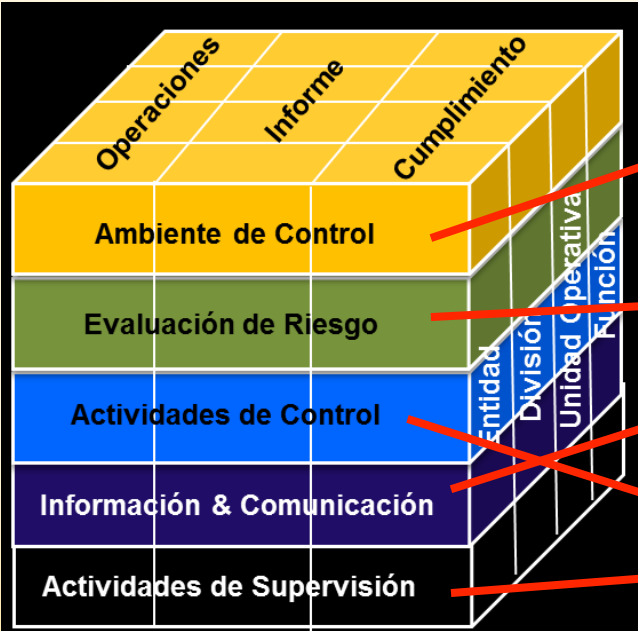 Operaciones
Informe
Cumplimiento
Ambiente de Control
Evaluación de Riesgo
Actividades de Control
Información & Comunicación
Actividades de Supervisión
Entidad
División
Unidad Operativa
Función